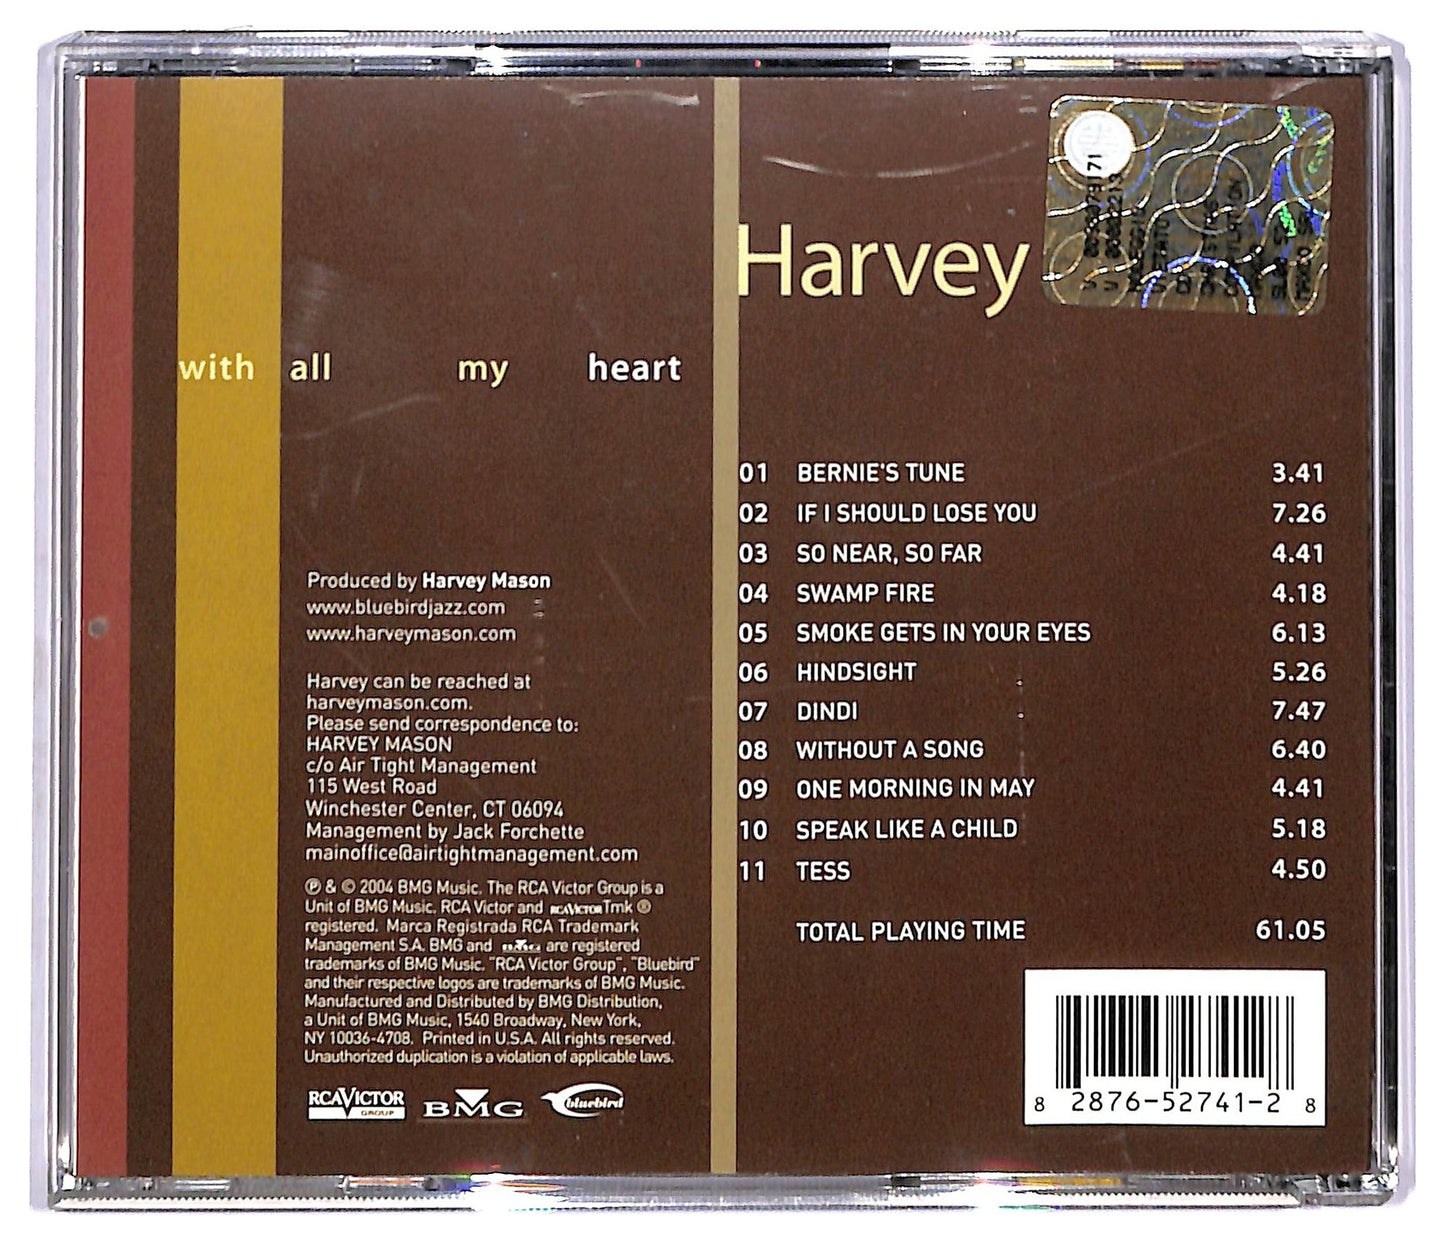 with all my heart
Harvey
01 BERNIE'S TUNE 3.41
02 IF I SHOULD LOSE YOU 7.26
03 SO NEAR, SO FAR 4.41
04 SWAMP FIRE 4.18
05 SMOKE GETS IN YOUR EYES 6.13
06 HINDSIGHT 5.26
07 DINDI 7.47
08 WITHOUT A SONG 6.40
09 ONE MORNING IN MAY 4.41
10 SPEAK LIKE A CHILD 5.18
11 TESS 4.50
TOTAL PLAYING TIME 61.05
Produced by Harvey Mason
www.bluebirdjazz.com
www.harveymason.com
Harvey can be reached at
harveymason.com.
Please send correspondence to:
HARVEY MASON
c/o Air Tight Management
115 West Road
Winchester Center, CT 06094
Management by Jack Forchette
mainoffice@airtightmanagement.com
℗ & © 2004 BMG Music. The RCA Victor Group is a
Unit of BMG Music. RCA Victor and RCAVICTOR Tmk ®
registered. Marca Registrada RCA Trademark
Management S.A. BMG and BMG are registered
trademarks of BMG Music. "RCA Victor Group", "Bluebird"
and their respective logos are trademarks of BMG Music.
Manufactured and Distributed by BMG Distribution,
a Unit of BMG Music, 1540 Broadway, New York,
NY 10036-4708. Printed in U.S.A. All rights reserved.
Unauthorized duplication is a violation of applicable laws.
RCAVICTOR GROUP
BMG
bluebird
8 2876-52741-2 8